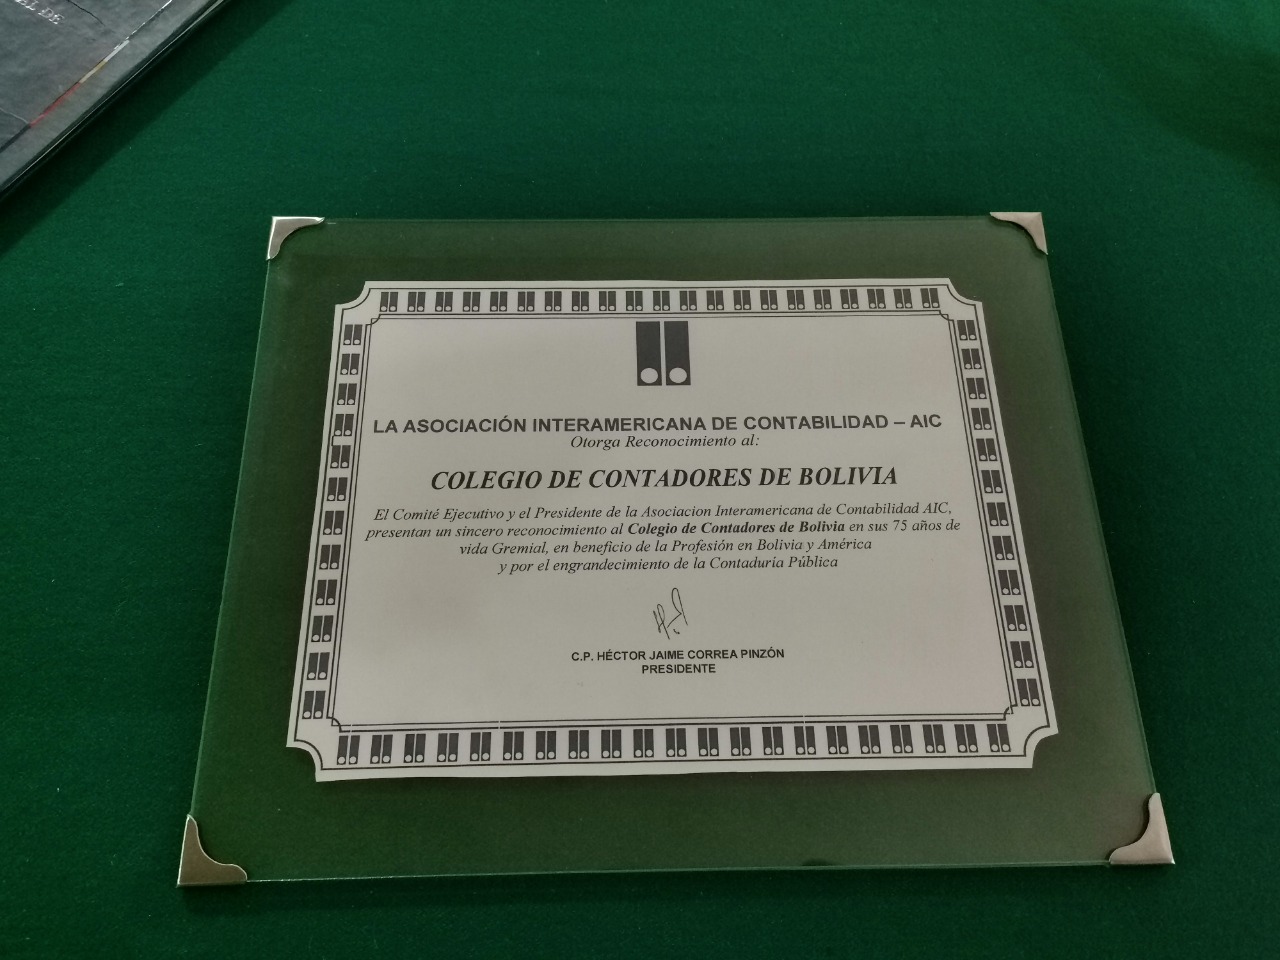 EL DE
LA ASOCIACIÓN INTERAMERICANA DE CONTABILIDAD – AIC
Otorga Reconocimiento al:
COLEGIO DE CONTADORES DE BOLIVIA
El Comité Ejecutivo y el Presidente de la Asociacion Interamericana de Contabilidad AIC,
presentan un sincero reconocimiento al Colegio de Contadores de Bolivia en sus 75 años de
vida Gremial, en beneficio de la Profesión en Bolivia y América
y por el engrandecimiento de la Contaduría Pública
C.P. HÉCTOR JAIME CORREA PINZÓN
PRESIDENTE